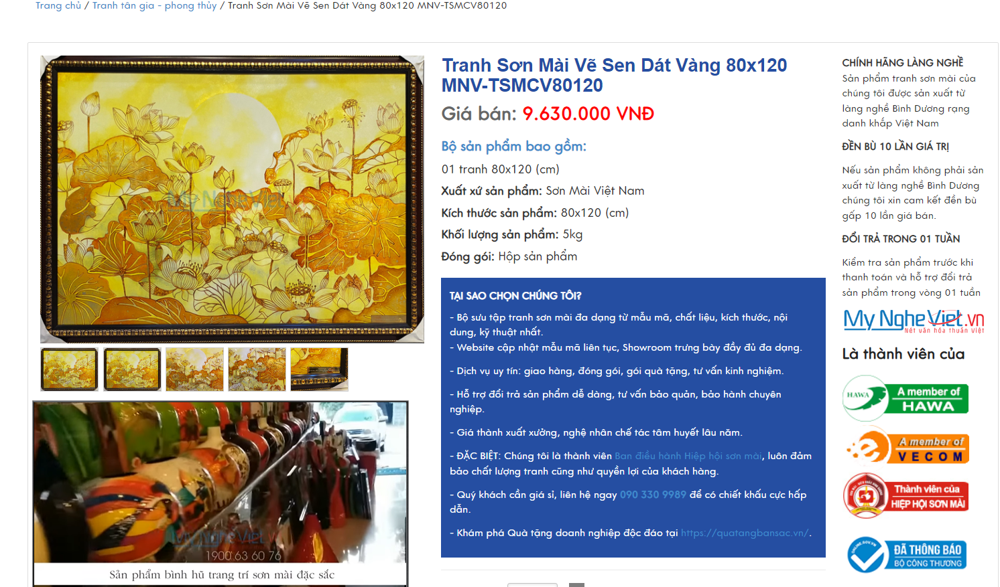 Trang chủ / Tranh tân gia - phong thủy / Tranh Sơn Mài Vẽ Sen Dát Vàng 80x120 MNV-TSMCV80120
My Nghe Viet
My Nghe Viet
1900 63 60 76
Sản phẩm bình hũ trang trí sơn mài đặc sắc
Tranh Sơn Mài Vẽ Sen Dát Vàng 80x120
MNV-TSMCV80120
Giá bán: 9.630.000 VNĐ
Bộ sản phẩm bao gồm:
01 tranh 80x120 (cm)
Xuất xứ sản phẩm: Sơn Mài Việt Nam
Kích thước sản phẩm: 80x120 (cm)
Khối lượng sản phẩm: 5kg
Đóng gói: Hộp sản phẩm
TẠI SAO CHỌN CHÚNG TÔI?
- Bộ sưu tập tranh sơn mài đa dạng từ mẫu mã, chất liệu, kích thước, nội
dung, kỹ thuật nhất.
- Website cập nhật mẫu mã liên tục, Showroom trưng bày đầy đủ đa dạng.
- Dịch vụ uy tín: giao hàng, đóng gói, gói quà tặng, tư vấn kinh nghiệm.
- Hỗ trợ đổi trả sản phẩm dễ dàng, tư vấn bảo quản, bảo hành chuyên
nghiệp.
- Giá thành xuất xưởng, nghệ nhân chế tác tâm huyết lâu năm.
- ĐẶC BIỆT: Chúng tôi là thành viên Ban điều hành Hiệp hội sơn mài, luôn đảm
bảo chất lượng tranh cũng như quyền lợi của khách hàng.
- Quý khách cần giá sỉ, liên hệ ngay 090 330 9989 để có chiết khấu cực hấp
dẫn.
- Khám phá Quà tặng doanh nghiệp độc đáo tại https://quatangbansac.vn/.
CHÍNH HÃNG LÀNG NGHỀ
Sản phẩm tranh sơn mài của
chúng tôi được sản xuất từ
làng nghề Bình Dương rạng
danh khắp Việt Nam
ĐỀN BÙ 10 LẦN GIÁ TRỊ
Nếu sản phẩm không phải sản
xuất từ làng nghề Bình Dương
chúng tôi xin cam kết đền bù
gấp 10 lần giá bán.
ĐỔI TRẢ TRONG 01 TUẦN
Kiểm tra sản phẩm trước khi
thanh toán và hỗ trợ đổi trả
sản phẩm trong vòng 01 tuần
My Nghe Viet.vn
Nét văn hóa thuần Việt
Là thành viên của
HAWA
A member of
HAWA
A member of
VECOM
Thành viên của
HIỆP HỘI SƠN MÀI
ONLINE.GOV.VN
ĐÃ THÔNG BÁO
BỘ CÔNG THƯƠNG